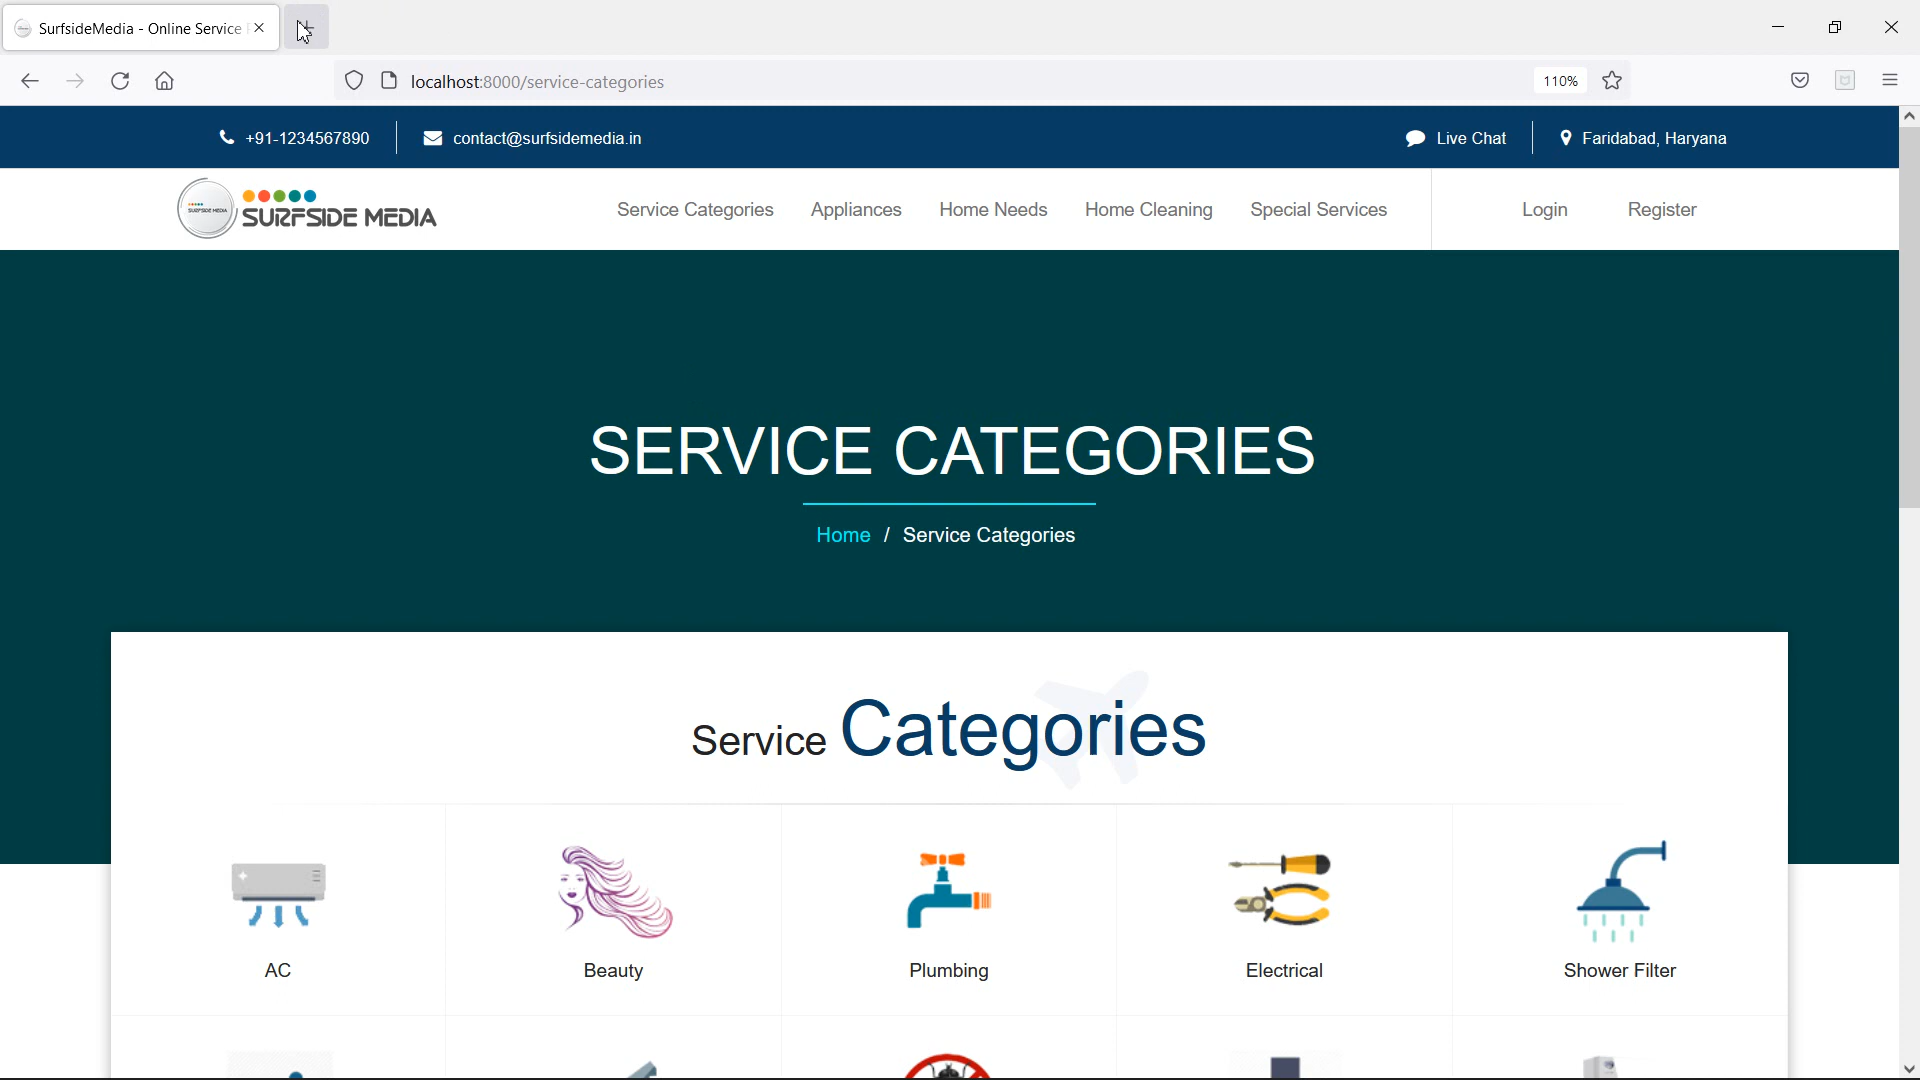 SurfsideMedia - Online Service
localhost:8000/service-categories
110%
+91-1234567890
contact@surfsidemedia.in
Live Chat
Faridabad, Haryana
SURFSIDE MEDIA
SURFSIDE MEDIA
Service Categories
Appliances
Home Needs
Home Cleaning
Special Services
Login
Register
SERVICE CATEGORIES
Home / Service Categories
Service Categories
AC
Beauty
Plumbing
Electrical
Shower Filter